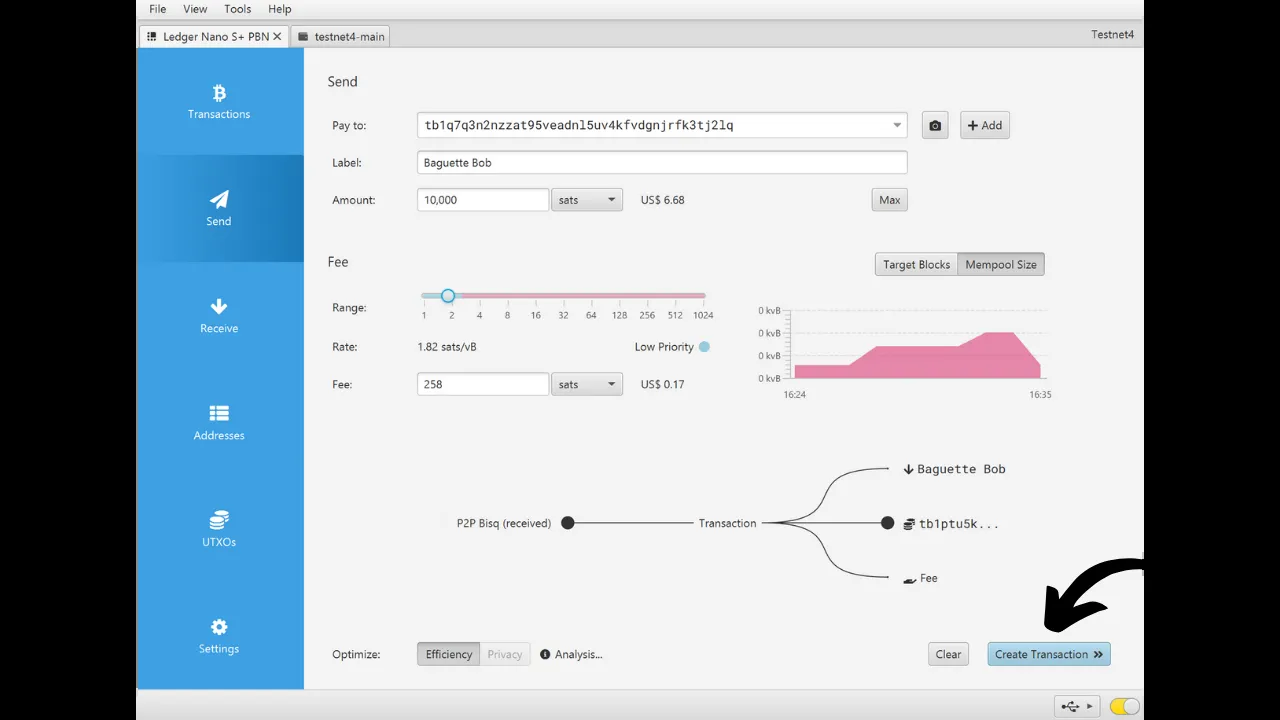 File View Tools Help
Ledger Nano S+ PBN testnet4-main Testnet4
Transactions
Send
Receive
Addresses
UTXOs
Settings
Send
Pay to: tb1q7q3n2nzzat95veadnl5uv4kfvdgnjrfk3tj2lq Add
Label: Baguette Bob
Amount: 10,000 sats US$ 6.68 Max
Fee
Target Blocks Mempool Size
Range:
1 2 4 8 16 32 64 128 256 512 1024
Rate: 1.82 sats/vB Low Priority
Fee: 258 sats US$ 0.17
0 kvB
0 kvB
0 kvB
0 kvB
16:24 16:35
Baguette Bob
P2P Bisq (received) Transaction tb1ptu5k...
Fee
Optimize: Efficiency Privacy Analysis... Clear Create Transaction